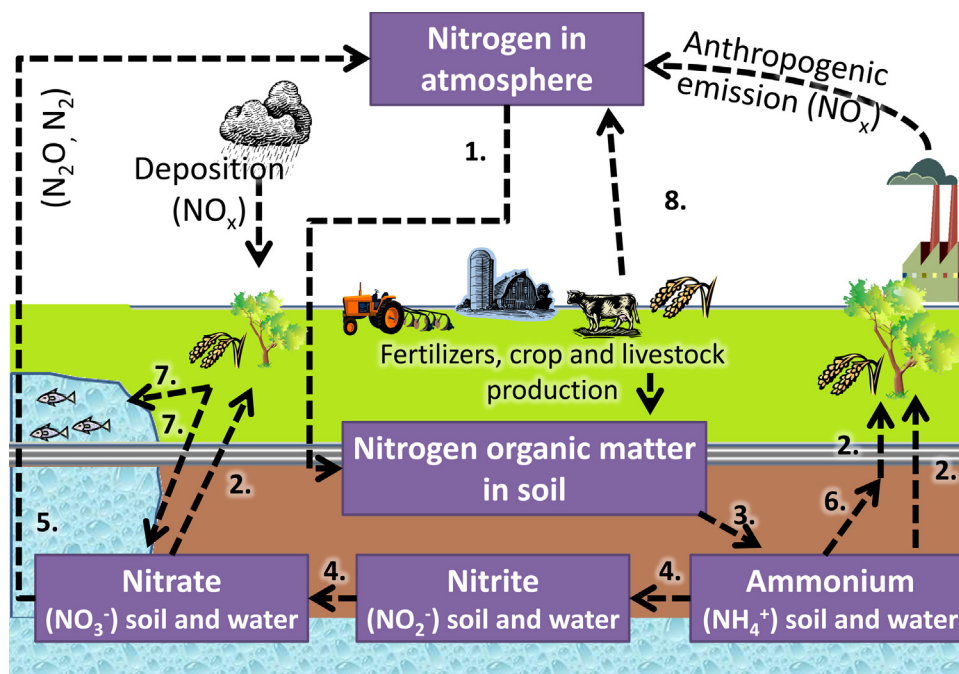 Nitrogen in
atmosphere
Anthropogenic
emission (NOₓ)
(N₂O, N₂)
1.
Deposition
(NOₓ)
8.
Fertilizers, crop and livestock
production
7.
7.
2.
2.
2.
Nitrogen organic matter
in soil
5.
3.
6.
4.
4.
Nitrate
(NO₃⁻) soil and water
Nitrite
(NO₂⁻) soil and water
Ammonium
(NH₄⁺) soil and water